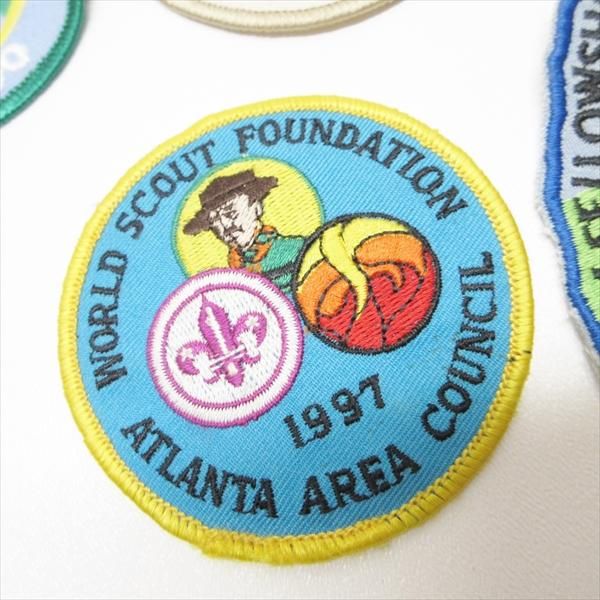 WORLD SCOUT FOUNDATION
1997
ATLANTA AREA COUNCIL